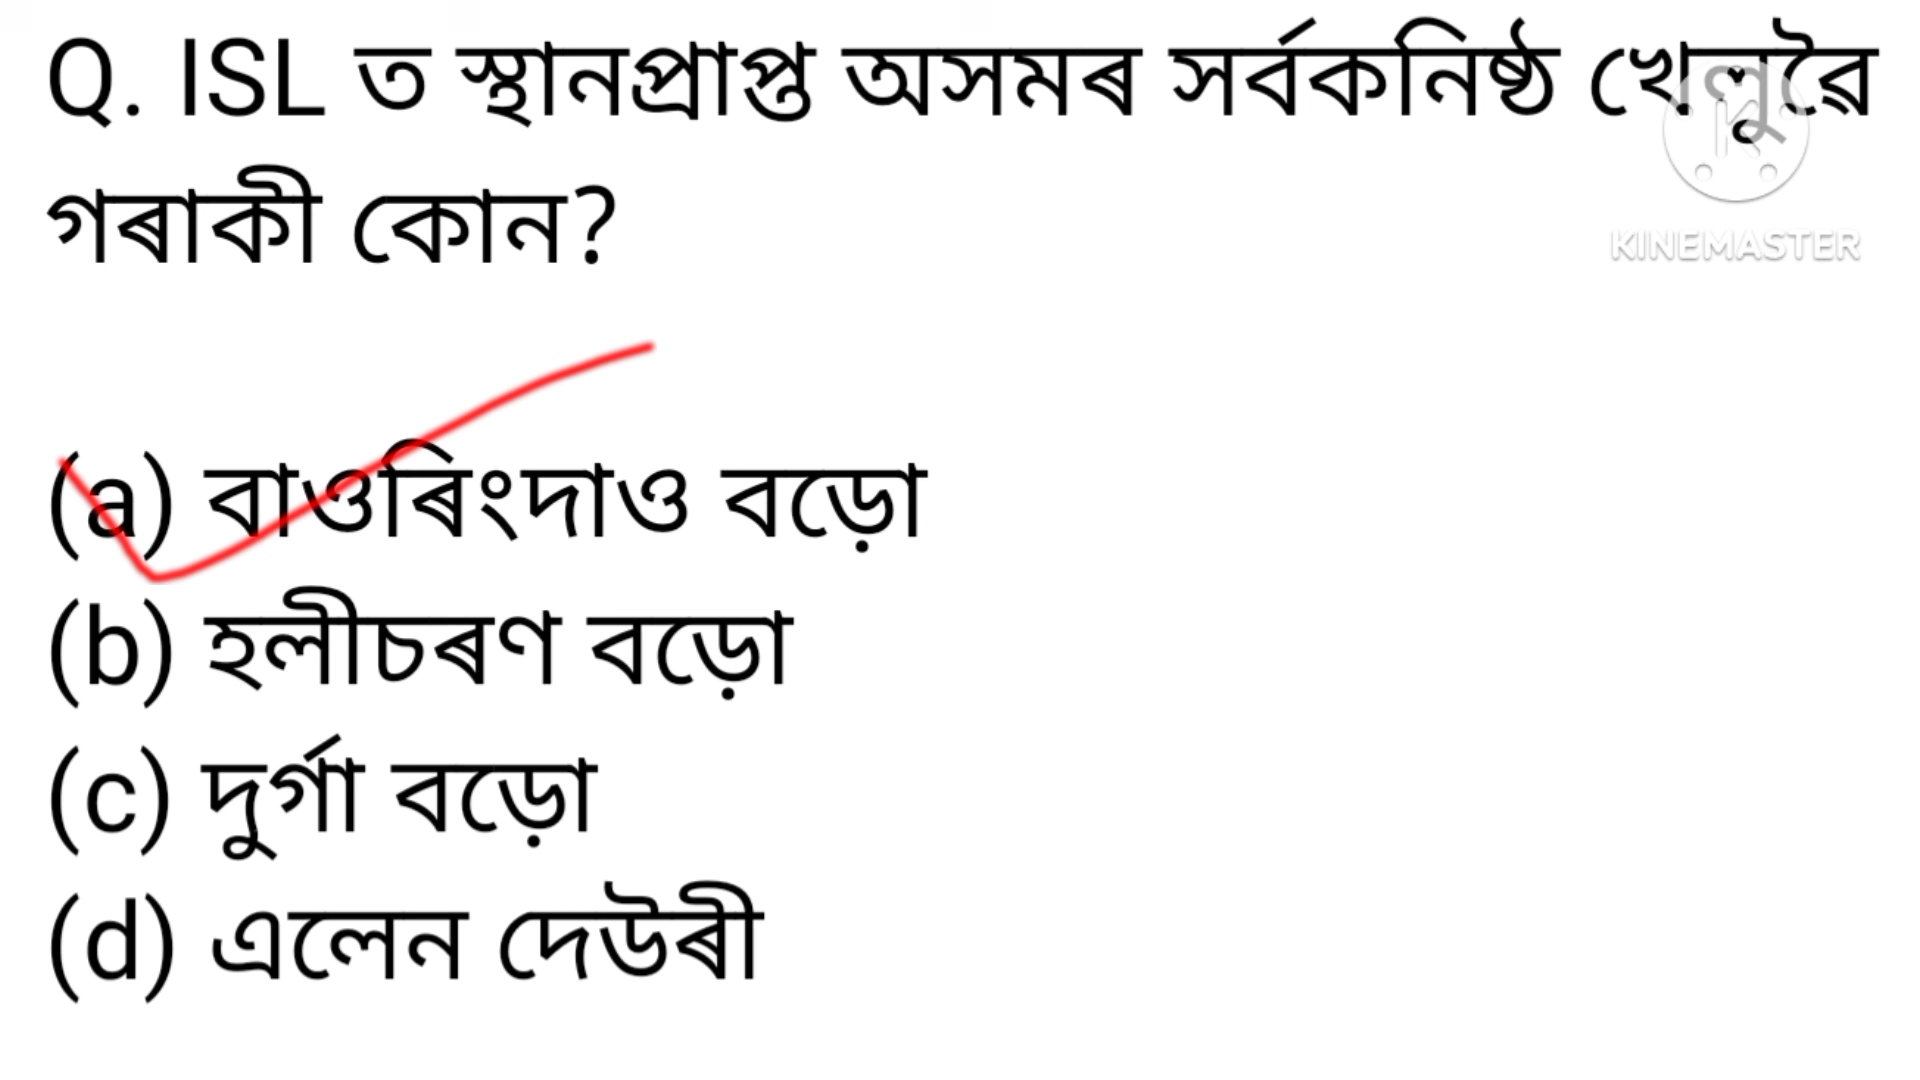 Q. ISL ত স্থানপ্ৰাপ্ত অসমৰ সৰ্বকনিষ্ঠ খেলুৱৈ
গৰাকী কোন?
KINEMASTER
(a) বাওৰিংদাও বড়ো
(b) হলীচৰণ বড়ো
(c) দুৰ্গা বড়ো
(d) এলেন দেউৰী